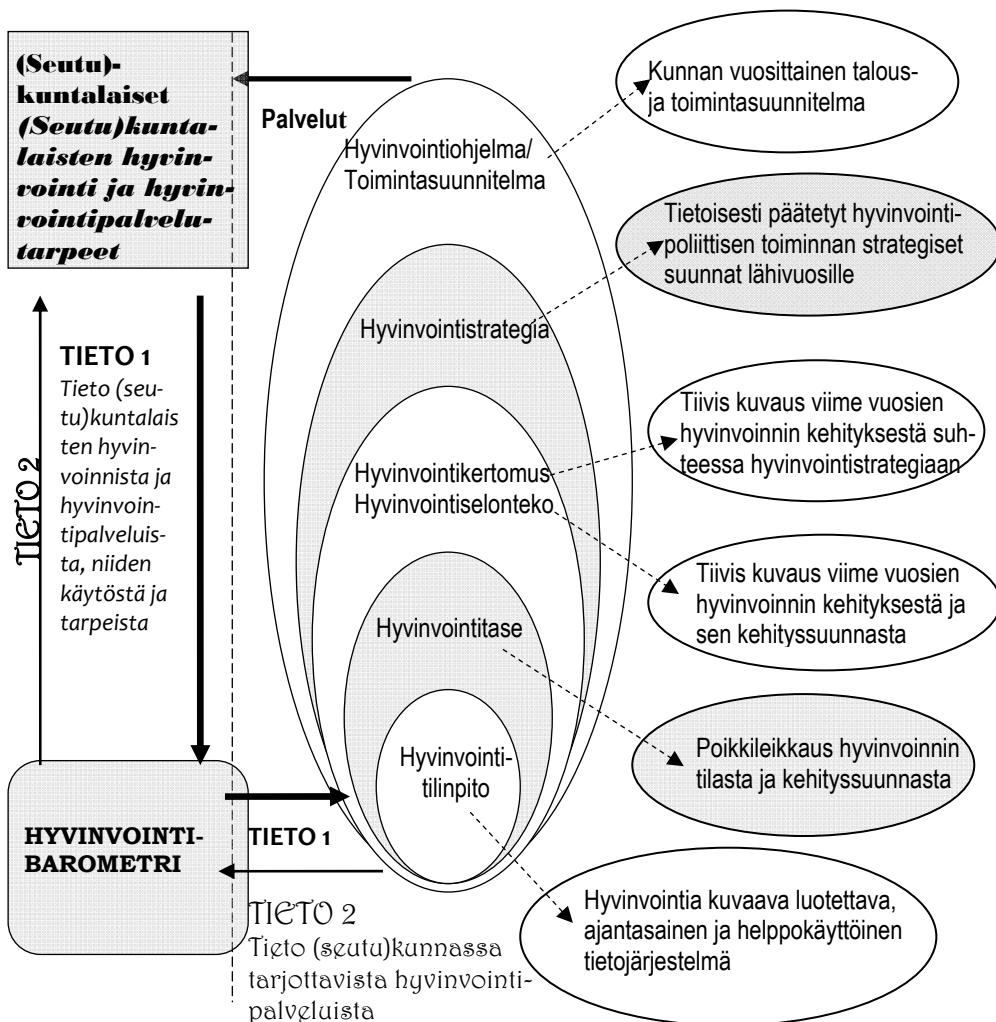 (Seutu)-
kuntalaiset
(Seutu)kunta-
laisten hyvin-
vointi ja hyvin-
vointipalvelu-
tarpeet
Palvelut
Hyvinvointiohjelma/
Toimintasuunnitelma
Kunnan vuosittainen talous-
ja toimintasuunnitelma
Hyvinvointistrategia
Tietoisesti päätetyt hyvinvointi-
poliittisen toiminnan strategiset
suunnat lähivuosille
TIETO 2
TIETO 1
Tieto (seu-
tu)kuntalais
ten hyvin-
voinnista ja
hyvinvoin-
tipalveluis-
ta, niiden
käytöstä ja
tarpeista
Hyvinvointikertomus
Hyvinvointiselonteko
Tiivis kuvaus viime vuosien
hyvinvoinnin kehityksestä suh-
teessa hyvinvointistrategiaan
Tiivis kuvaus viime vuosien
hyvinvoinnin kehityksestä ja
sen kehityssuunnasta
Hyvinvointitase
Poikkileikkaus hyvinvoinnin
tilasta ja kehityssuunnasta
Hyvinvointi-
tilinpito
Hyvinvointia kuvaava luotettava,
ajantasainen ja helppokäyttöinen
tietojärjestelmä
HYVINVOINTI-
BAROMETRI
TIETO 1
TIETO 2
Tieto (seutu)kunnassa
tarjottavista hyvinvointi-
palveluista